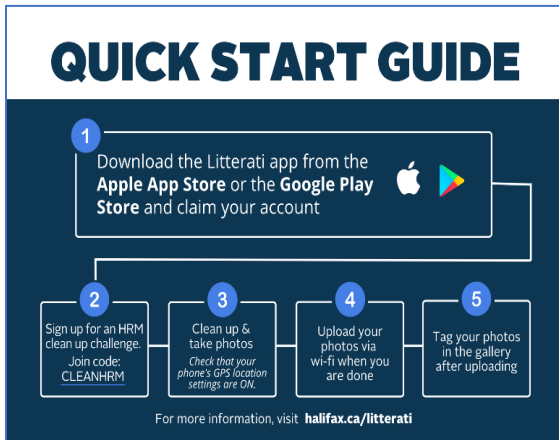 QUICK START GUIDE
1
Download the Litterati app from the
Apple App Store or the Google Play
Store and claim your account
2
Sign up for an HRM
clean up challenge.
Join code:
CLEANHRM
3
Clean up &
take photos
Check that your
phone's GPS location
settings are ON.
4
Upload your
photos via
wi-fi when you
are done
5
Tag your photos
in the gallery
after uploading
For more information, visit halifax.ca/litterati